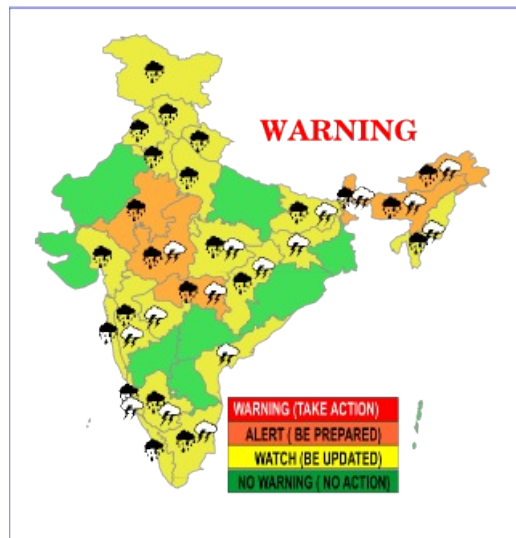 WARNING
WARNING (TAKE ACTION)
ALERT ( BE PREPARED)
WATCH (BE UPDATED)
NO WARNING ( NO ACTION)